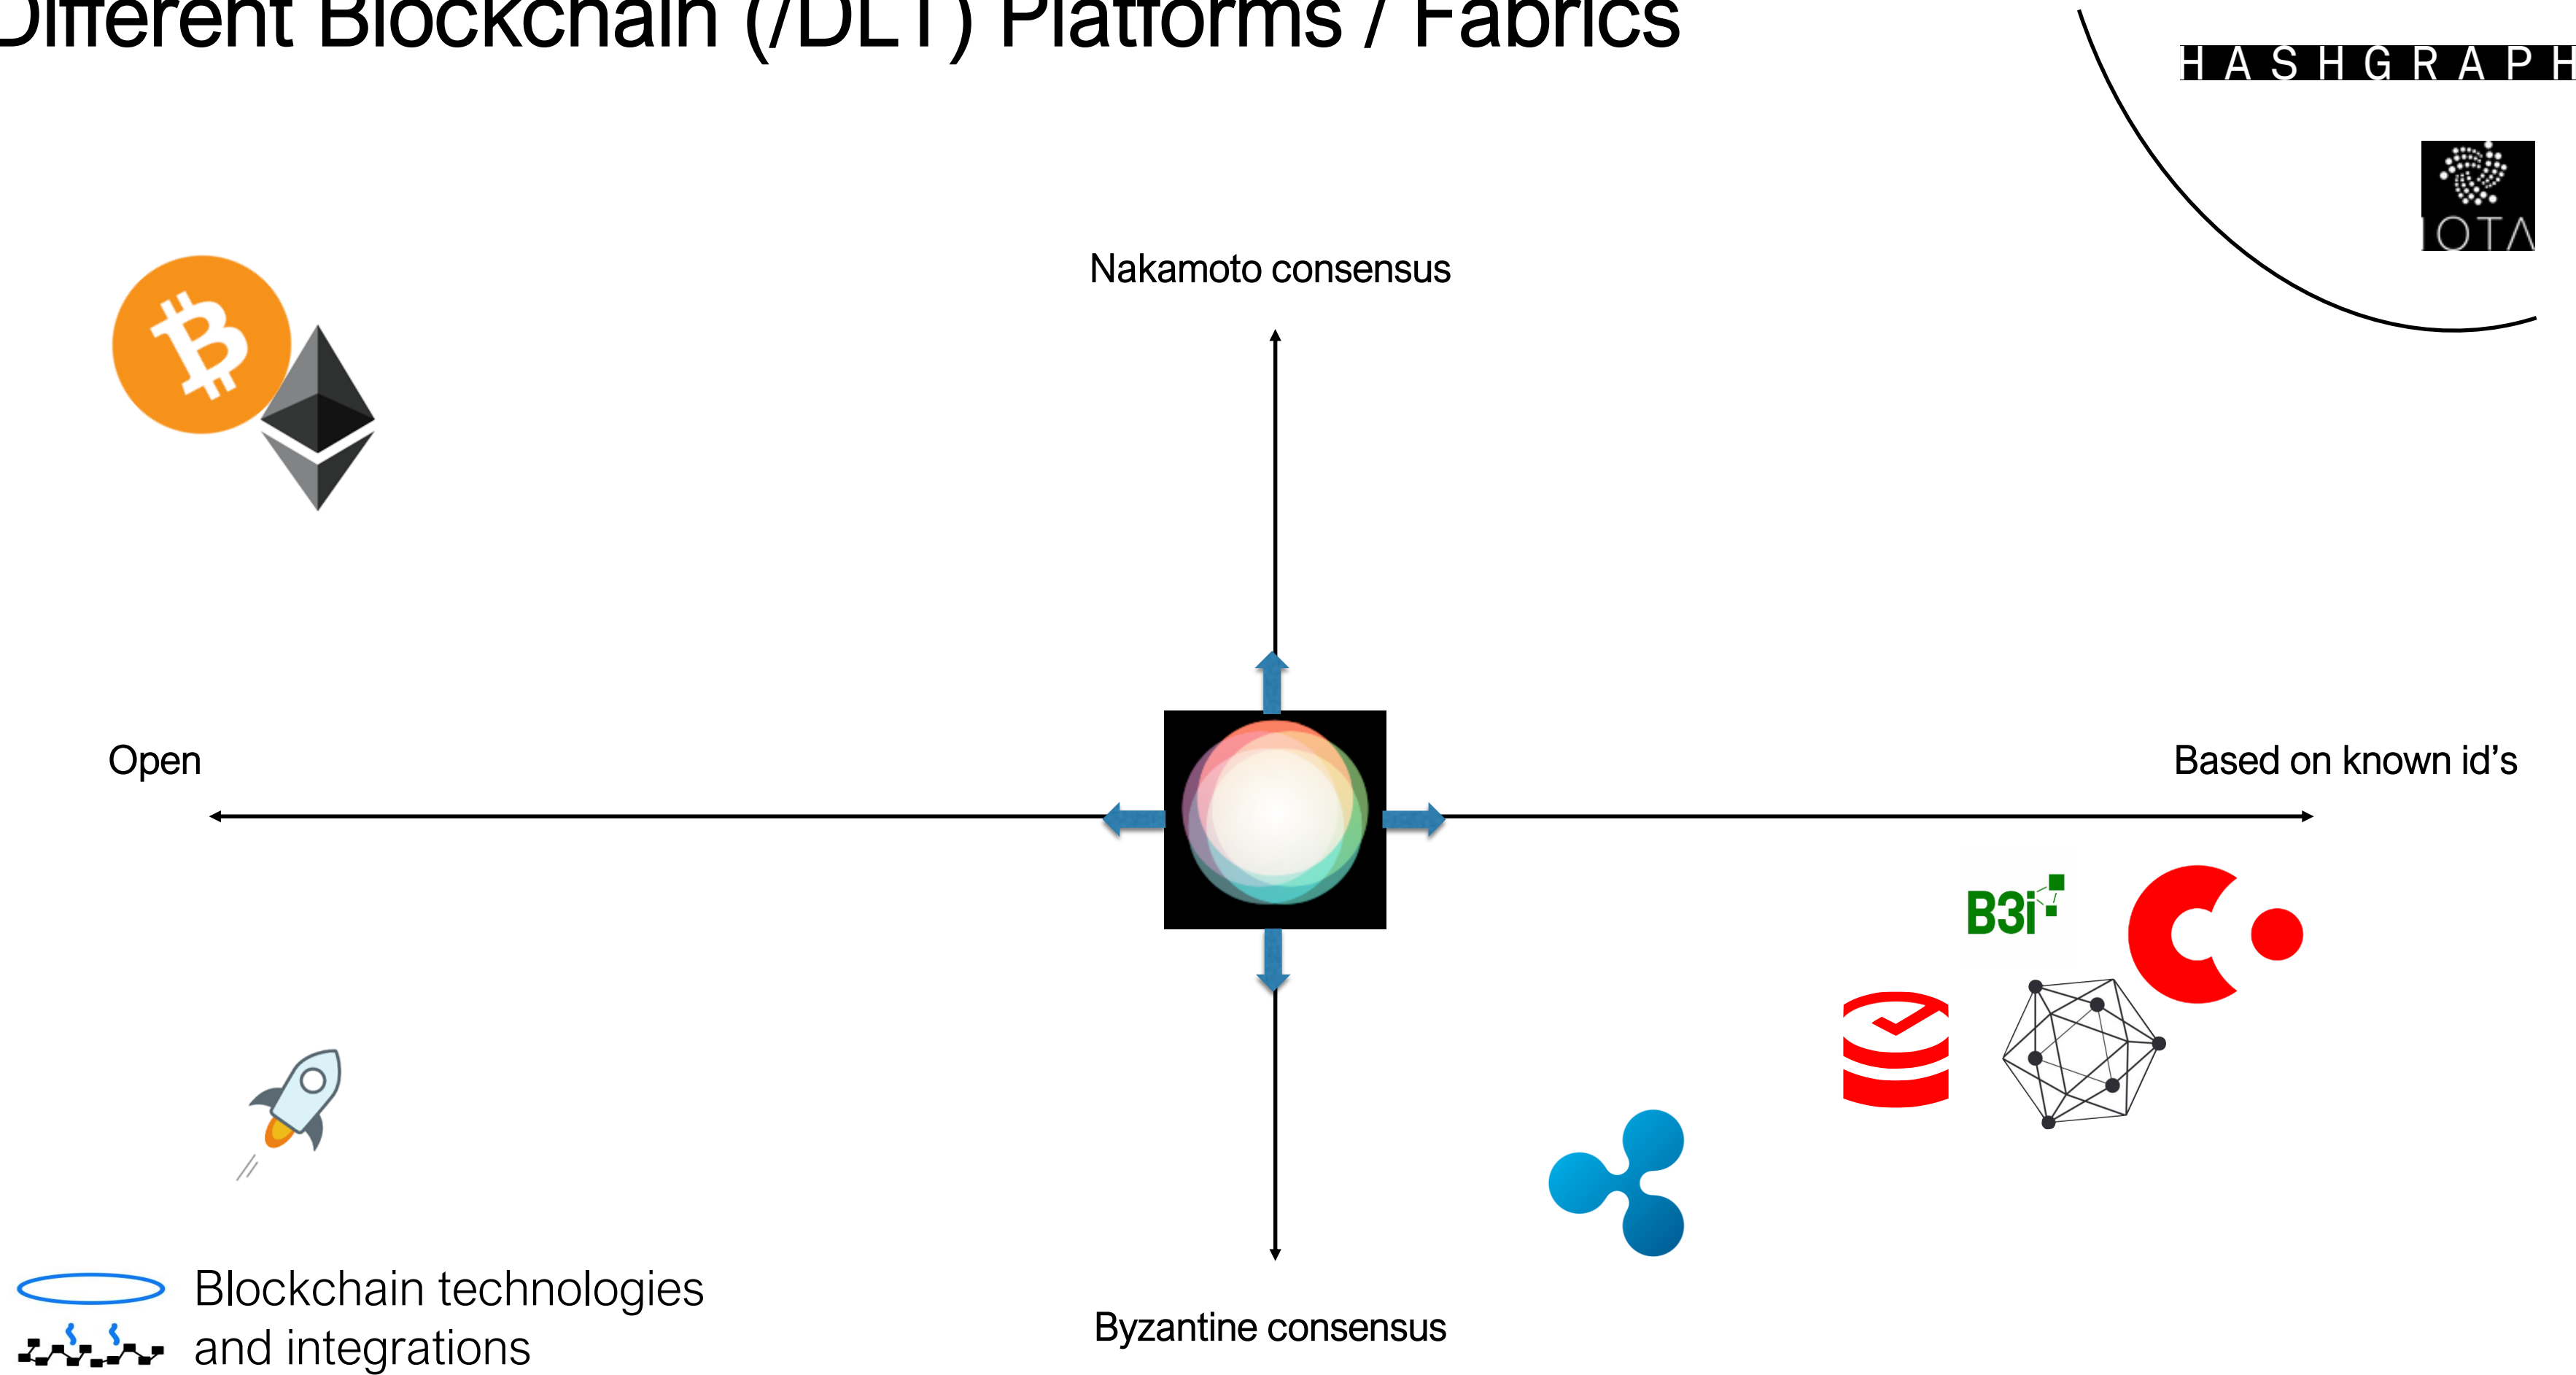 Different Blockchain (/DLT) Platforms / Fabrics
HASHGRAPH
IOTA
Nakamoto consensus
Open
Based on known id's
B3i
Byzantine consensus
Blockchain technologies
and integrations